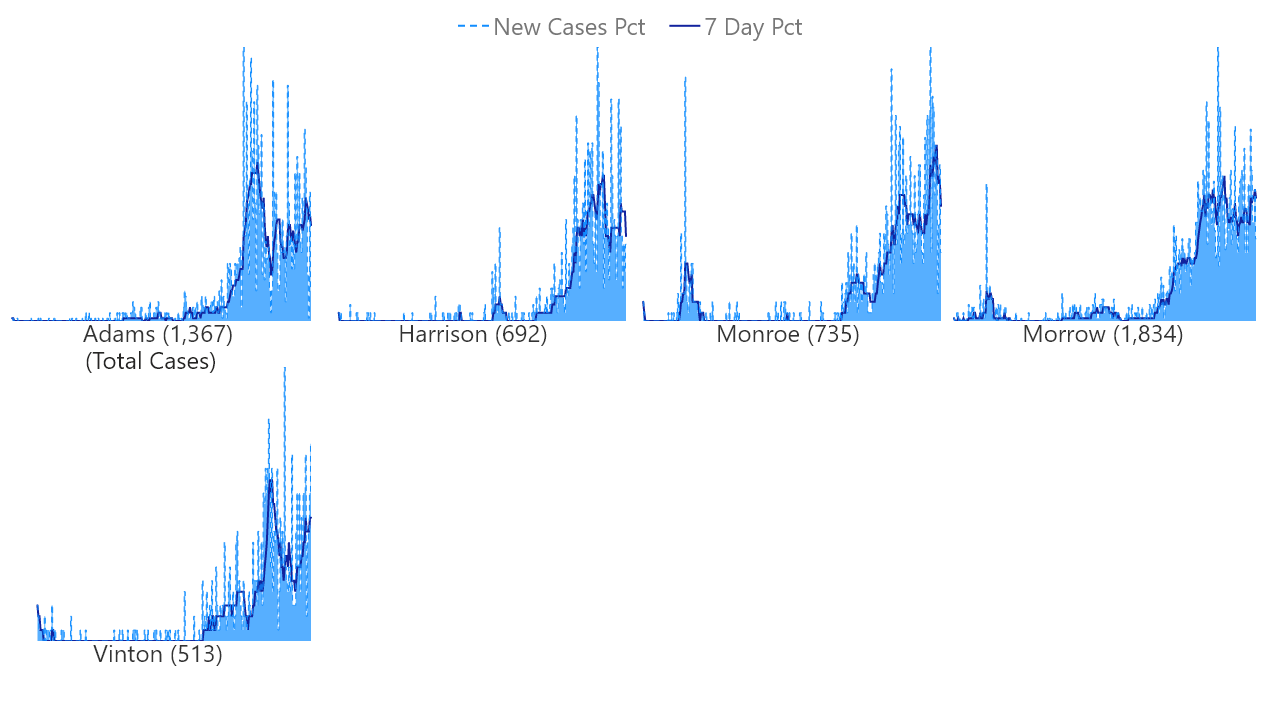 New Cases Pct 7 Day Pct
Adams (1,367)
(Total Cases)
Harrison (692)
Monroe (735)
Morrow (1,834)
Vinton (513)